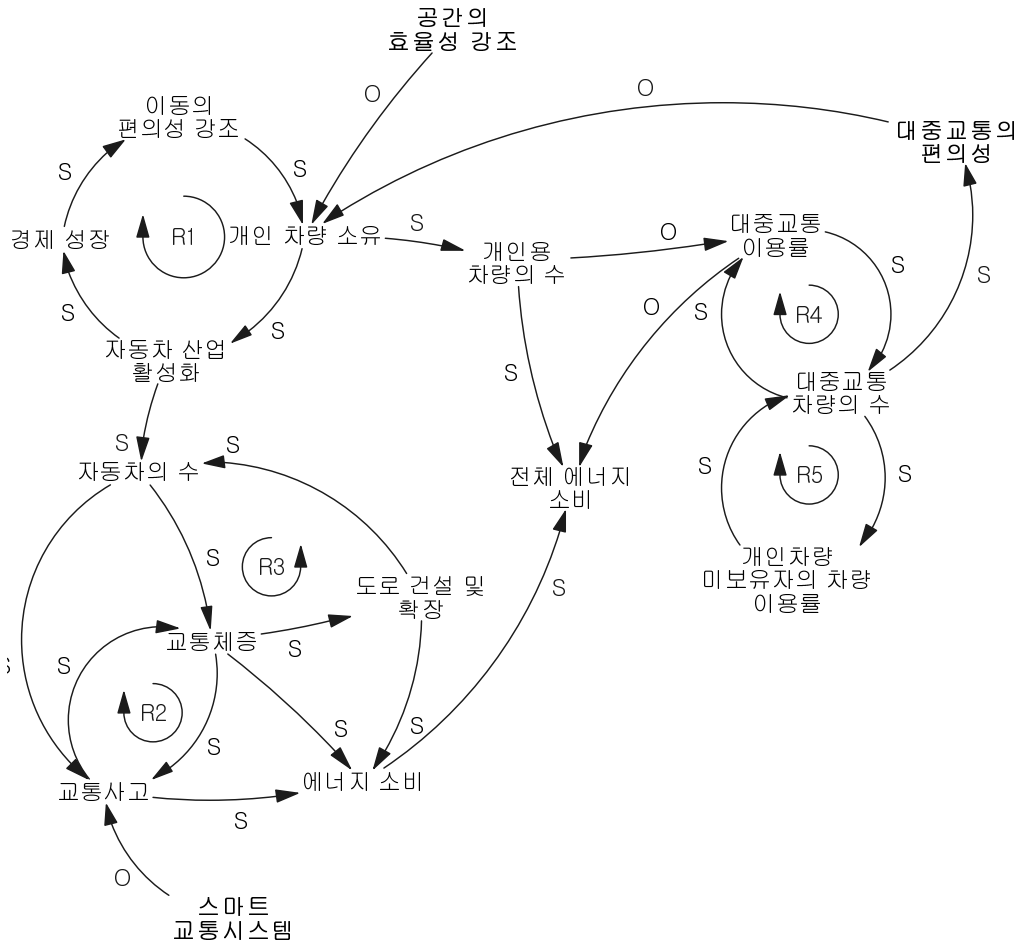 공간의
효율성 강조
O
O
이동의
편의성 강조
대중교통의
편의성
S
S
R1
경제 성장
개인 차량 소유
S
개인용
차량의 수
O
대중교통
이용률
S
S
S
S
O
S
R4
자동차 산업
활성화
S
대중교통
차량의 수
S
S
자동차의 수
전체 에너지
소비
S
R5
S
S
R3
도로 건설 및
확장
S
개인차량
미보유자의 차량
이용률
교통체증
S
S
S
R2
S
S
S
교통사고
에너지 소비
S
O
스마트
교통시스템